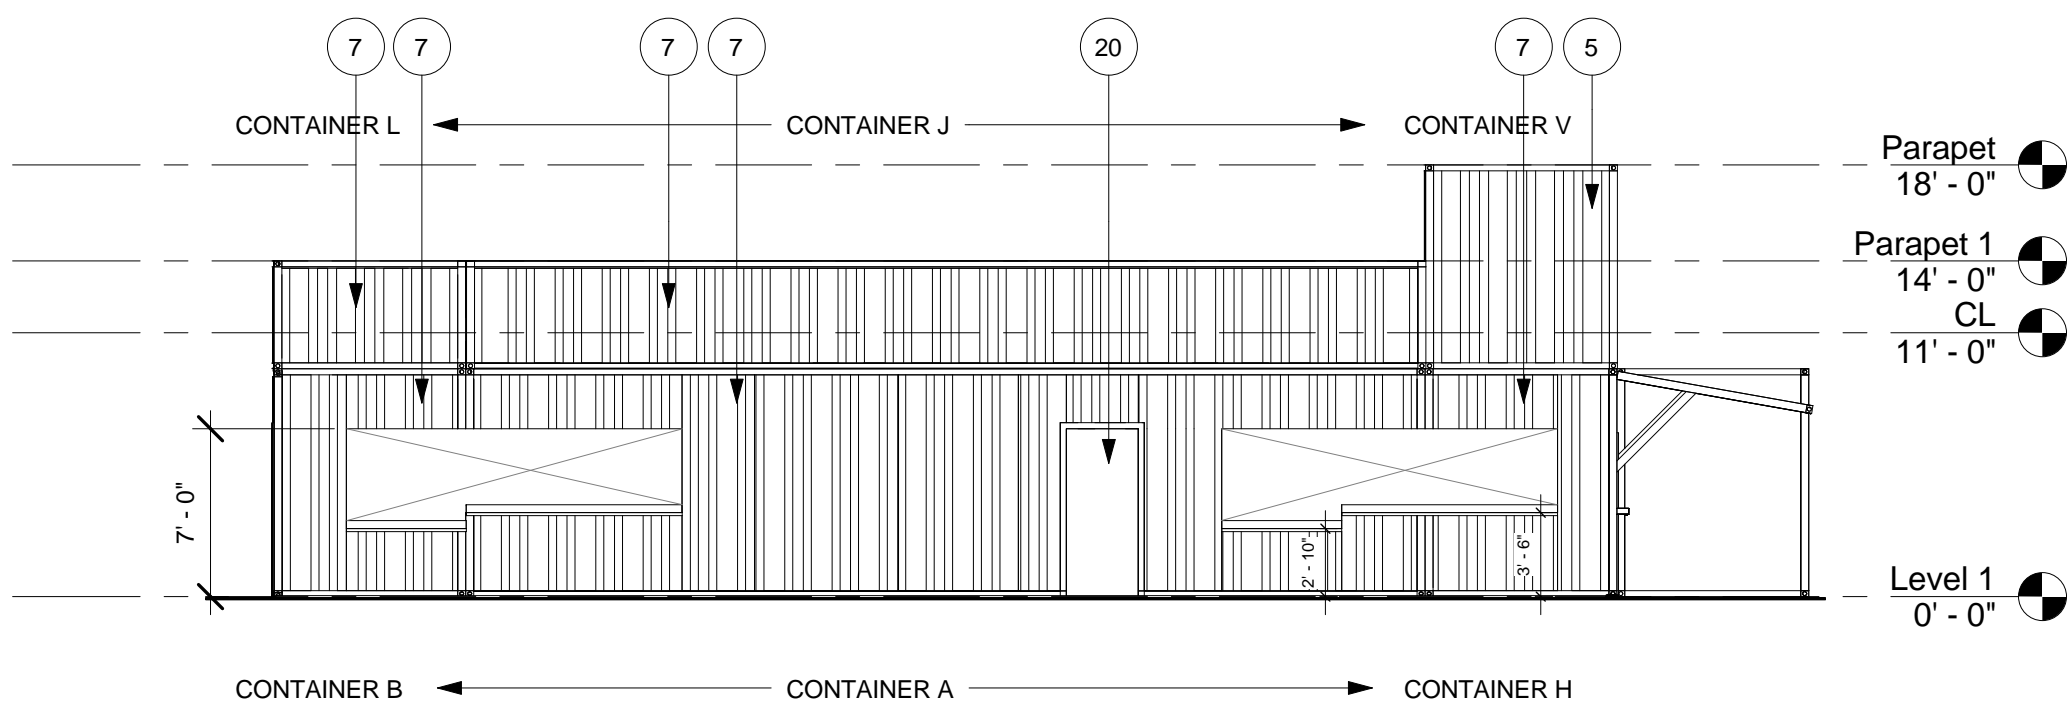 7 7 7 7 20 7 5
CONTAINER L CONTAINER J CONTAINER V
Parapet
18' - 0"
Parapet 1
14' - 0"
CL
11' - 0"
7' - 0"
2' - 10"
3' - 6"
Level 1
0' - 0"
CONTAINER B CONTAINER A CONTAINER H